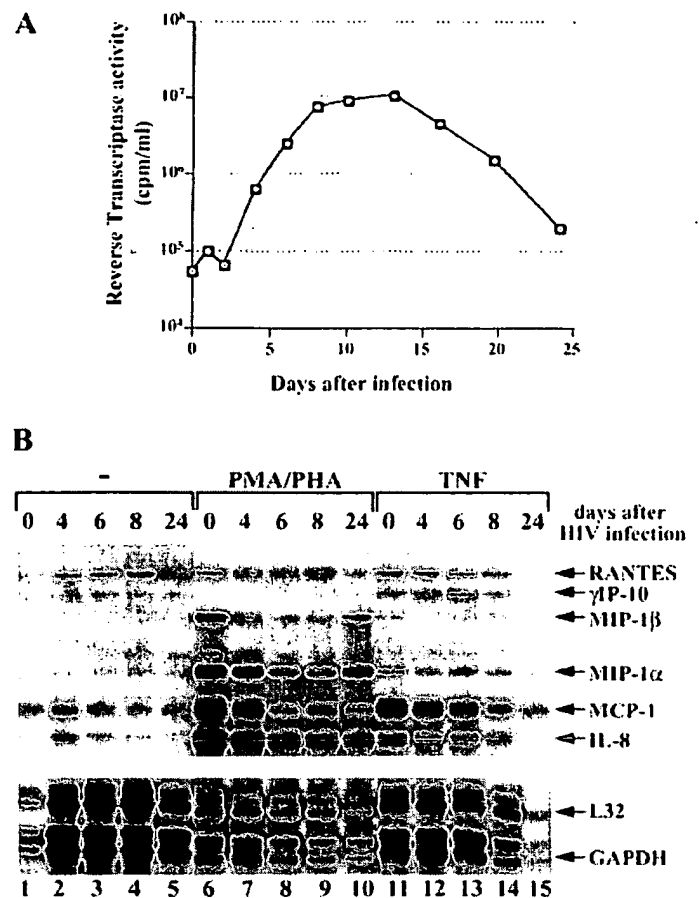 A
Reverse Transcriptase activity
(cpm/ml)
10⁸
10⁷
10⁶
10⁵
10⁴
0 5 10 15 20 25
Days after infection
B
- PMA/PHA TNF
0 4 6 8 24 0 4 6 8 24 0 4 6 8 24 days after
HIV infection
RANTES
γIP-10
MIP-1β
MIP-1α
MCP-1
IL-8
L32
GAPDH
1 2 3 4 5 6 7 8 9 10 11 12 13 14 15